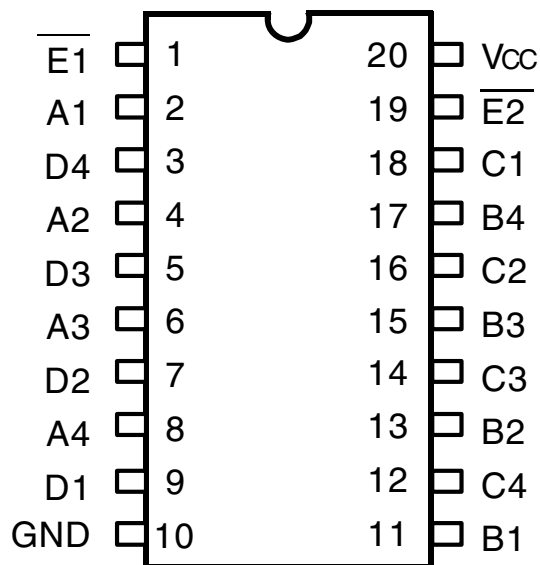 E1 1 20 VCC
A1 2 19 E2
D4 3 18 C1
A2 4 17 B4
D3 5 16 C2
A3 6 15 B3
D2 7 14 C3
A4 8 13 B2
D1 9 12 C4
GND 10 11 B1